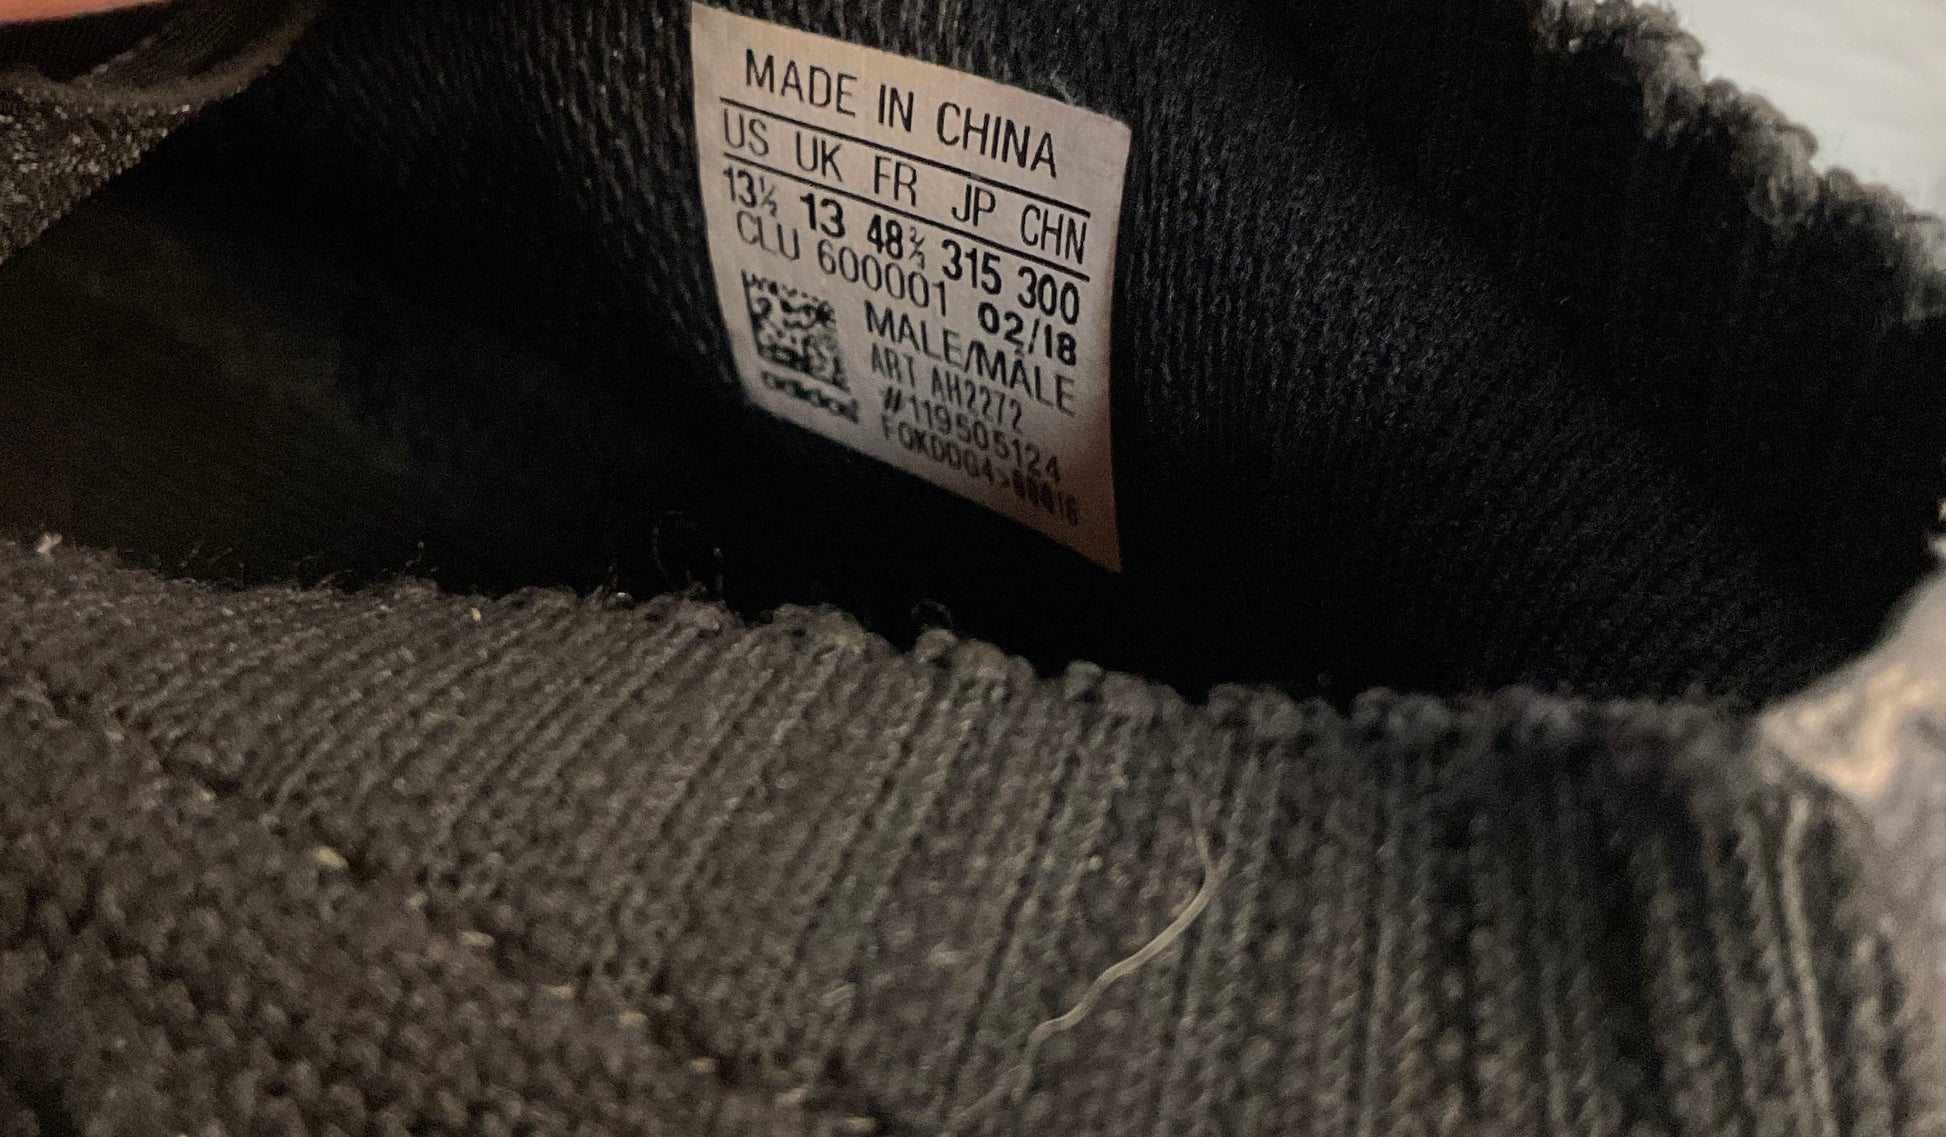 MADE IN CHINA
US UK FR JP CHN
13½ 13 48⅔ 315 300
CLU 600001 02/18
MALE/MÂLE
ART AH2272
#119505124
adidas